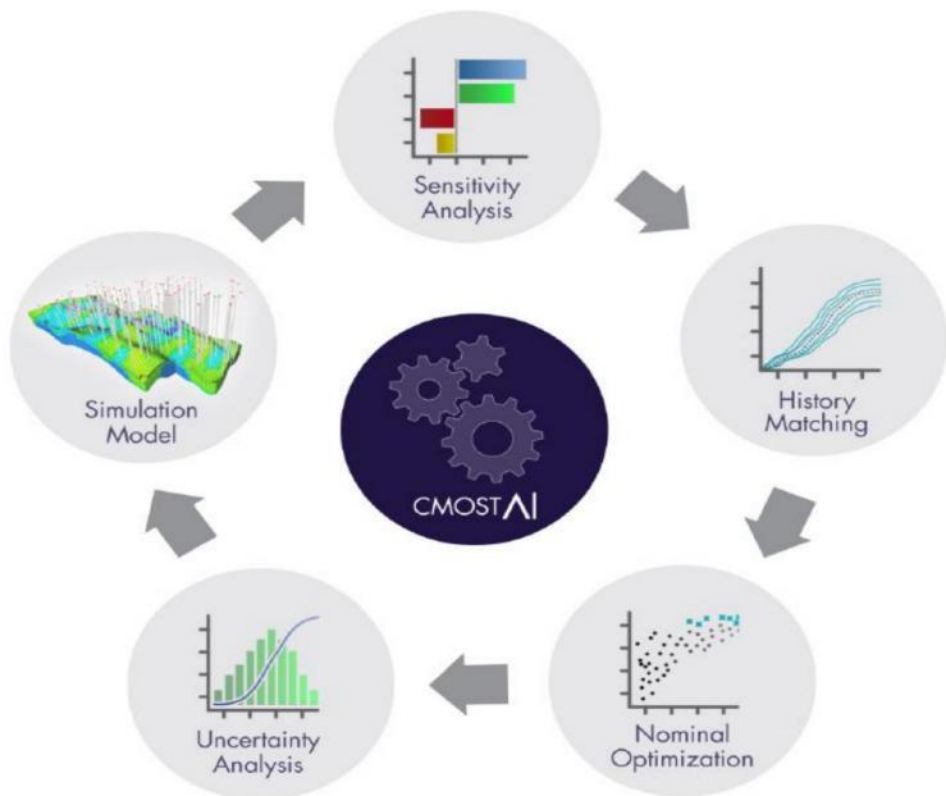 Sensitivity
Analysis
Simulation
Model
History
Matching
CMOST AI
Uncertainty
Analysis
Nominal
Optimization